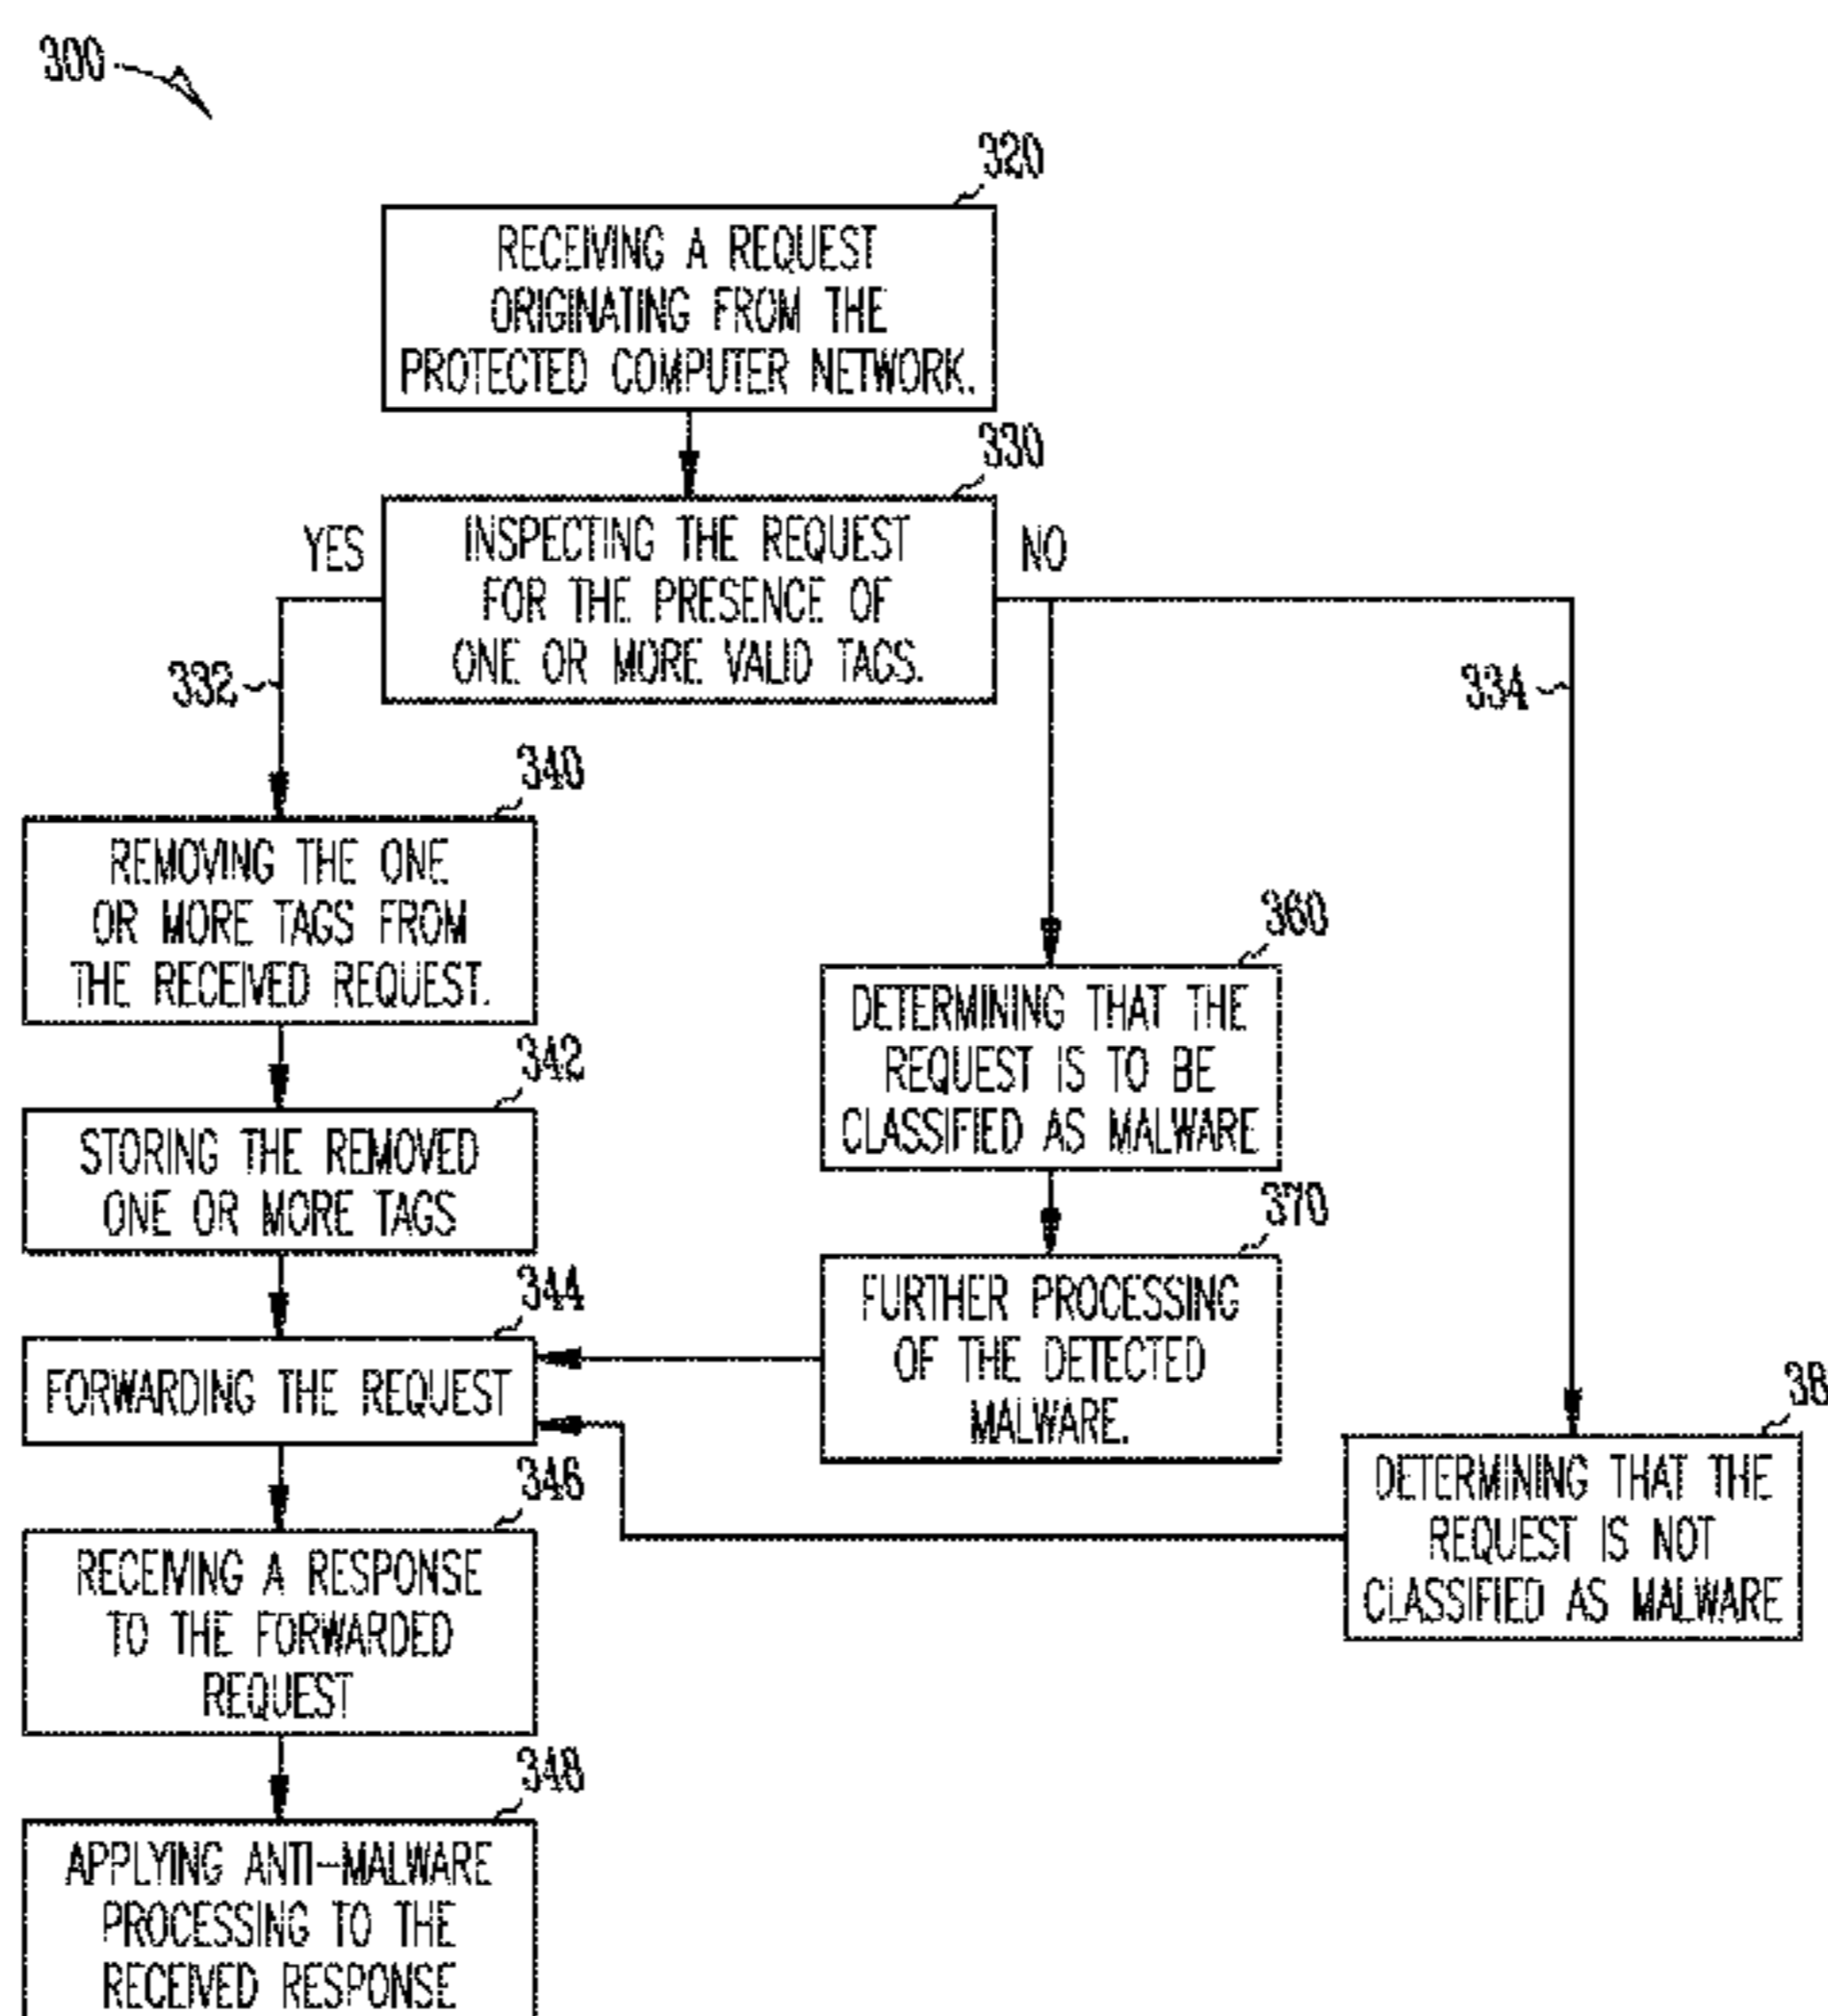 300
320
RECEIVING A REQUEST
ORIGINATING FROM THE
PROTECTED COMPUTER NETWORK.
330
YES
INSPECTING THE REQUEST
FOR THE PRESENCE OF
ONE OR MORE VALID TAGS.
NO
332
334
340
REMOVING THE ONE
OR MORE TAGS FROM
THE RECEIVED REQUEST.
360
DETERMINING THAT THE
REQUEST IS TO BE
CLASSIFIED AS MALWARE
342
STORING THE REMOVED
ONE OR MORE TAGS
370
FURTHER PROCESSING
OF THE DETECTED
MALWARE.
344
FORWARDING THE REQUEST
38
DETERMINING THAT THE
REQUEST IS NOT
CLASSIFIED AS MALWARE
346
RECEIVING A RESPONSE
TO THE FORWARDED
REQUEST
348
APPLYING ANTI-MALWARE
PROCESSING TO THE
RECEIVED RESPONSE